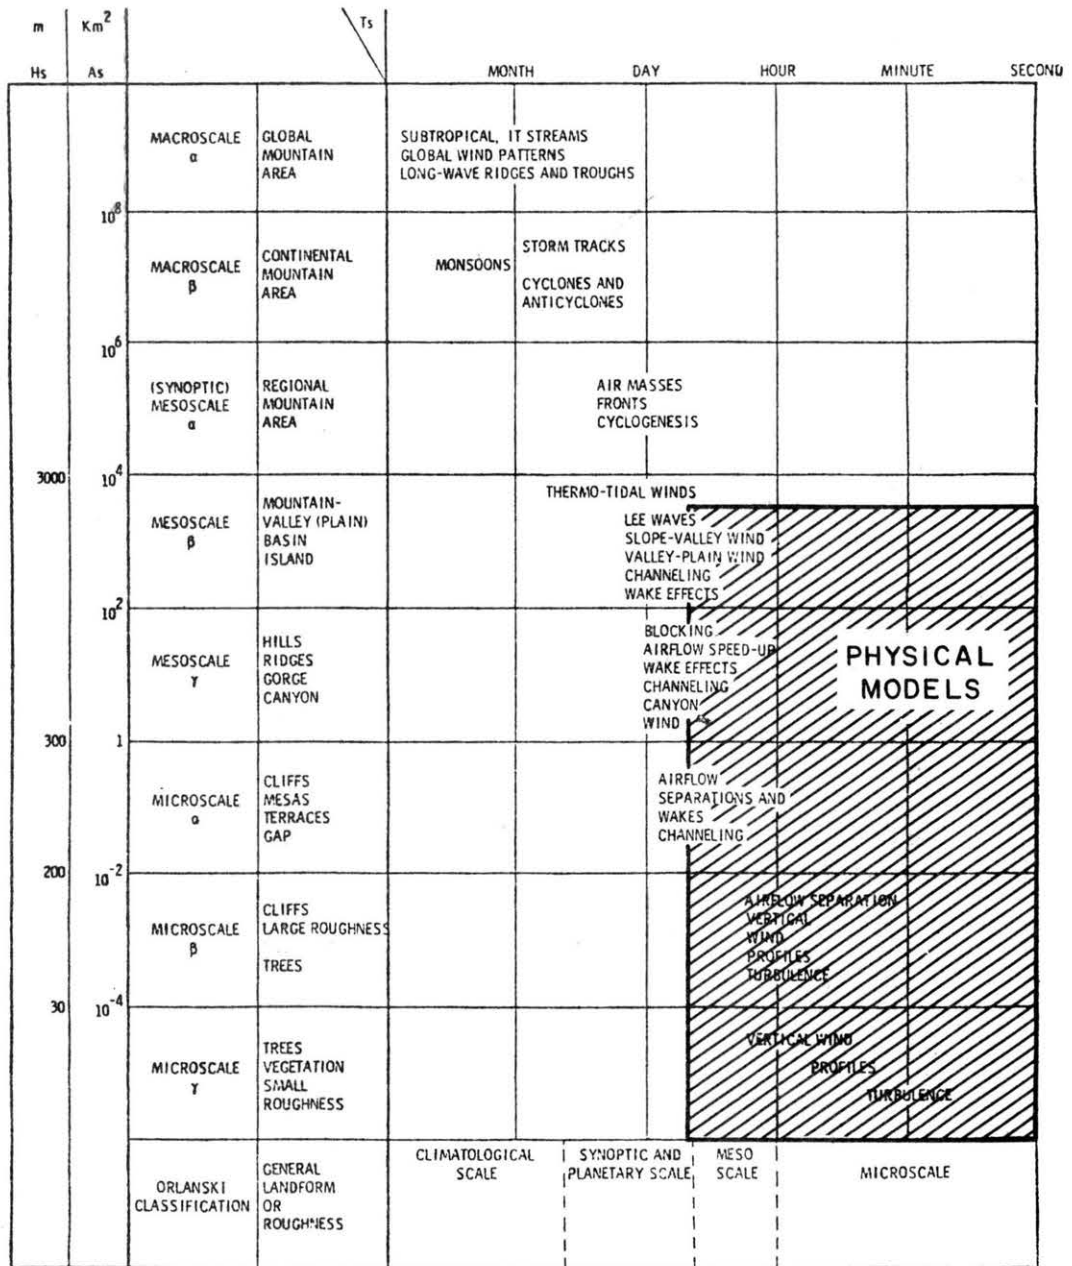 m Km² Ts
Hs As MONTH DAY HOUR MINUTE SECOND
MACROSCALE α
GLOBAL MOUNTAIN AREA
SUBTROPICAL, IT STREAMS
GLOBAL WIND PATTERNS
LONG-WAVE RIDGES AND TROUGHS
10⁸
MACROSCALE β
CONTINENTAL MOUNTAIN AREA
MONSOONS
STORM TRACKS
CYCLONES AND
ANTICYCLONES
10⁶
(SYNOPTIC)
MESOSCALE
α
REGIONAL
MOUNTAIN
AREA
AIR MASSES
FRONTS
CYCLOGENESIS
3000 10⁴
MESOSCALE
β
MOUNTAIN-
VALLEY (PLAIN)
BASIN
ISLAND
THERMO-TIDAL WINDS
LEE WAVES
SLOPE-VALLEY WIND
VALLEY-PLAIN WIND
CHANNELING
WAKE EFFECTS
10²
MESOSCALE
γ
HILLS
RIDGES
GORGE
CANYON
BLOCKING
AIRFLOW SPEED-UP
WAKE EFFECTS
CHANNELING
CANYON
WIND
PHYSICAL
MODELS
300 1
MICROSCALE
α
CLIFFS
MESAS
TERRACES
GAP
AIRFLOW
SEPARATIONS AND
WAKES
CHANNELING
200 10⁻²
MICROSCALE
β
CLIFFS
LARGE ROUGHNESS
TREES
AIRFLOW SEPARATION
VERTICAL
WIND
PROFILES
TURBULENCE
30 10⁻⁴
MICROSCALE
γ
TREES
VEGETATION
SMALL
ROUGHNESS
VERTICAL WIND
PROFILES
TURBULENCE
ORLANSKI
CLASSIFICATION
GENERAL
LANDFORM
OR
ROUGHNESS
CLIMATOLOGICAL
SCALE
SYNOPTIC AND
PLANETARY SCALE
MESO
SCALE
MICROSCALE